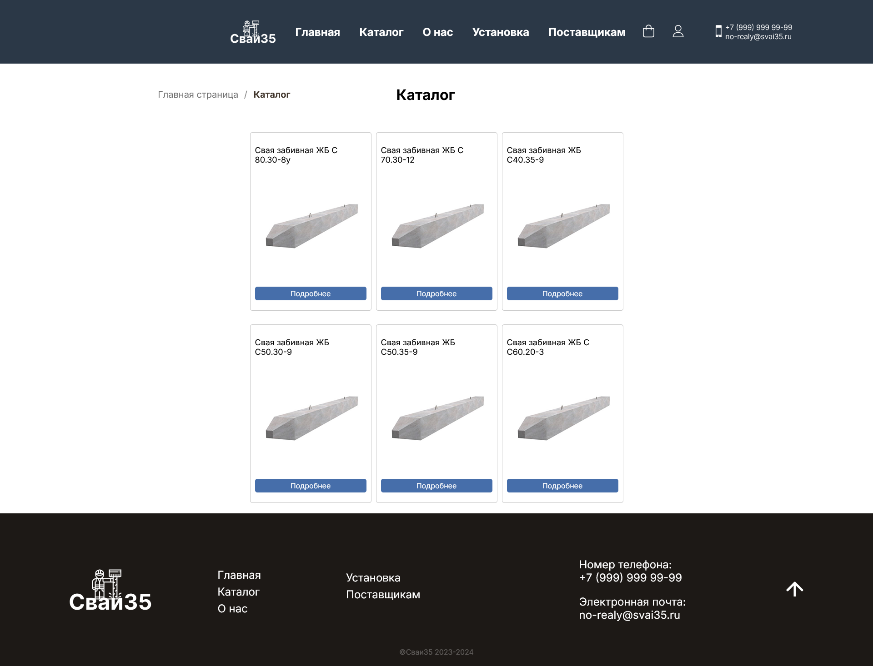 Сваи35
Главная
Каталог
О нас
Установка
Поставщикам
+7 (999) 999 99-99
no-realy@svai35.ru
Главная страница / Каталог
Каталог
Свая забивная ЖБ С
80.30-8у
Свая забивная ЖБ С
70.30-12
Свая забивная ЖБ
С40.35-9
Подробнее
Подробнее
Подробнее
Свая забивная ЖБ
С50.30-9
Свая забивная ЖБ
С50.35-9
Свая забивная ЖБ С
С60.20-3
Подробнее
Подробнее
Подробнее
Сваи35
Главная
Каталог
О нас
Установка
Поставщикам
Номер телефона:
+7 (999) 999 99-99
Электронная почта:
no-realy@svai35.ru
©Сваи35 2023-2024